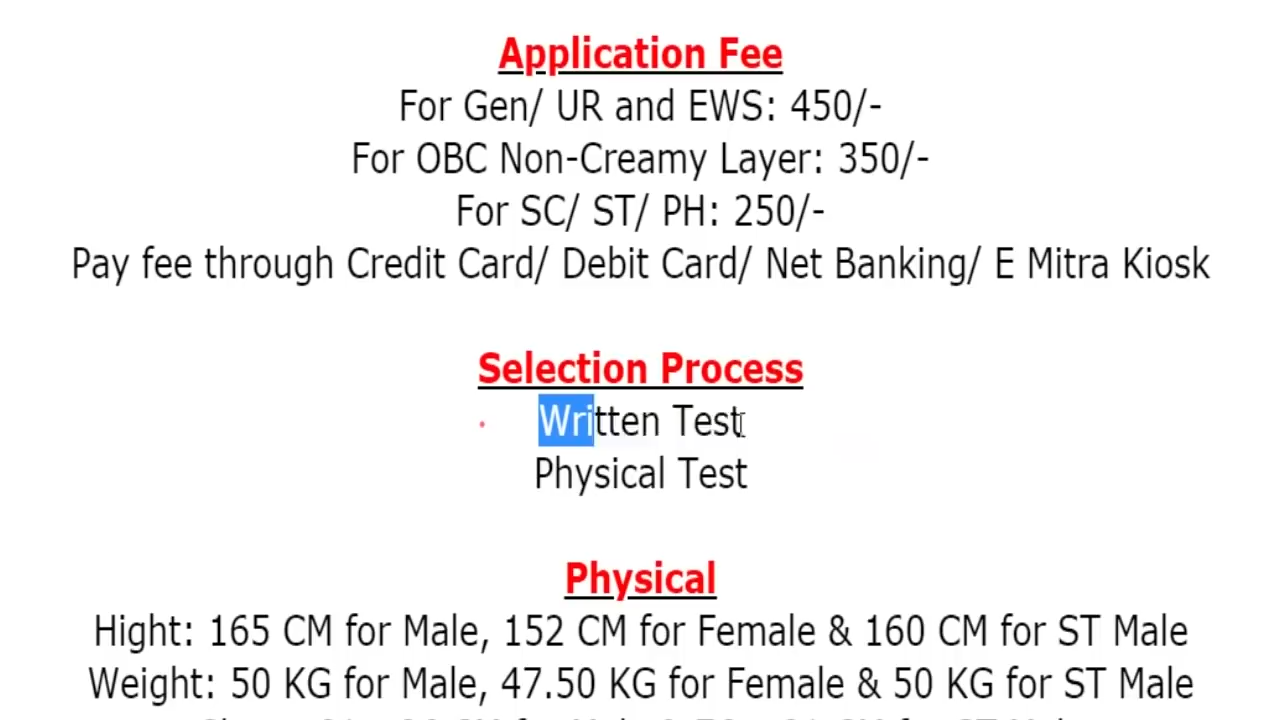 Application Fee
For Gen/ UR and EWS: 450/-
For OBC Non-Creamy Layer: 350/-
For SC/ ST/ PH: 250/-
Pay fee through Credit Card/ Debit Card/ Net Banking/ E Mitra Kiosk
Selection Process
Written Test
Physical Test
Physical
Hight: 165 CM for Male, 152 CM for Female & 160 CM for ST Male
Weight: 50 KG for Male, 47.50 KG for Female & 50 KG for ST Male